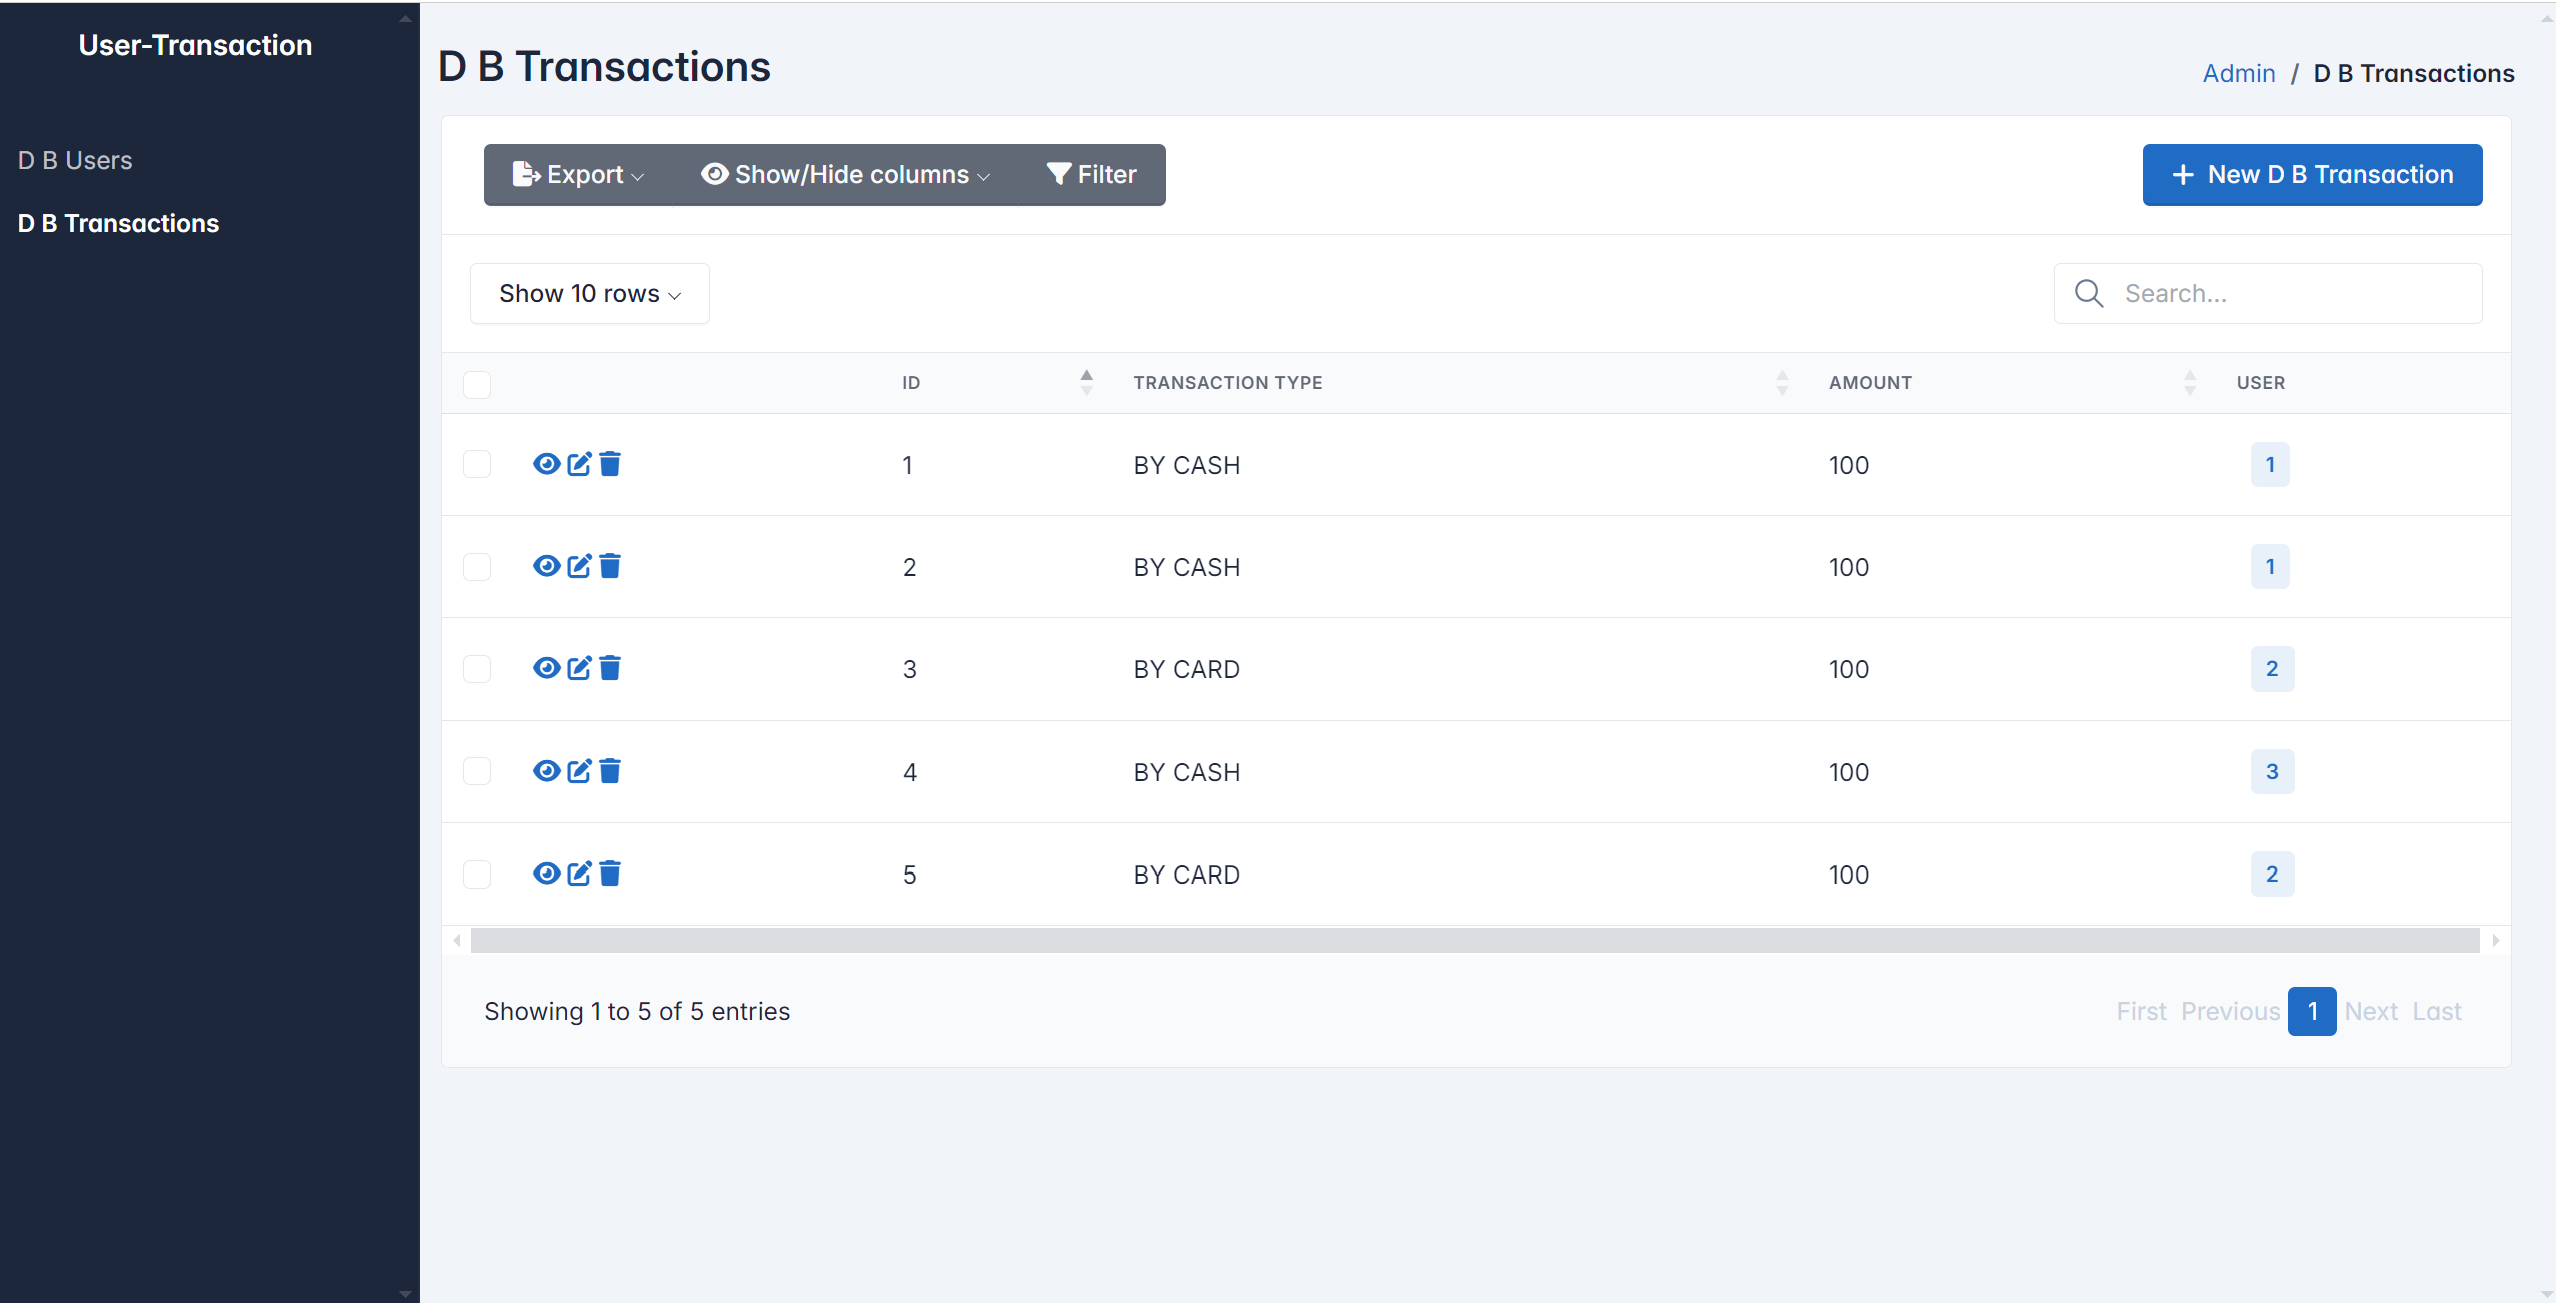 User-Transaction
D B Users
D B Transactions
D B Transactions
Admin / D B Transactions
Export Show/Hide columns Filter
New D B Transaction
Show 10 rows
Search...
ID TRANSACTION TYPE AMOUNT USER
1 BY CASH 100 1
2 BY CASH 100 1
3 BY CARD 100 2
4 BY CASH 100 3
5 BY CARD 100 2
Showing 1 to 5 of 5 entries
First Previous 1 Next Last